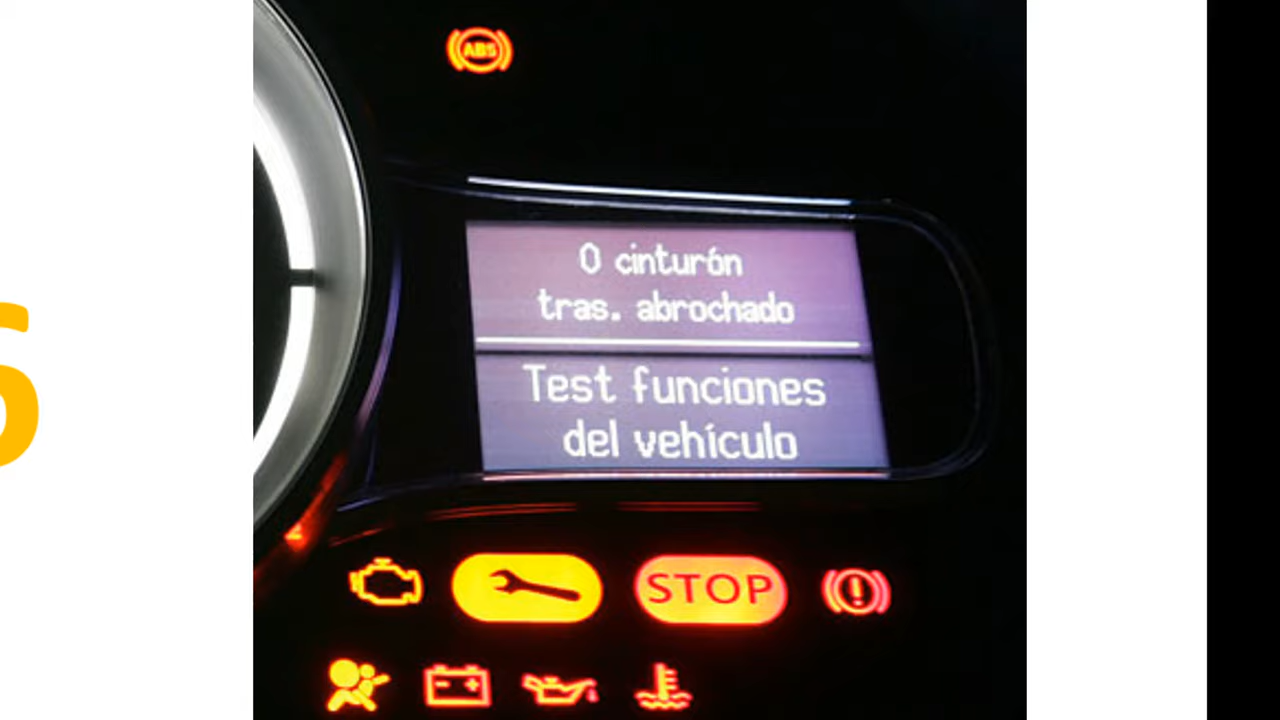 ABS
0 cinturón
tras. abrochado
Test funciones
del vehículo
STOP